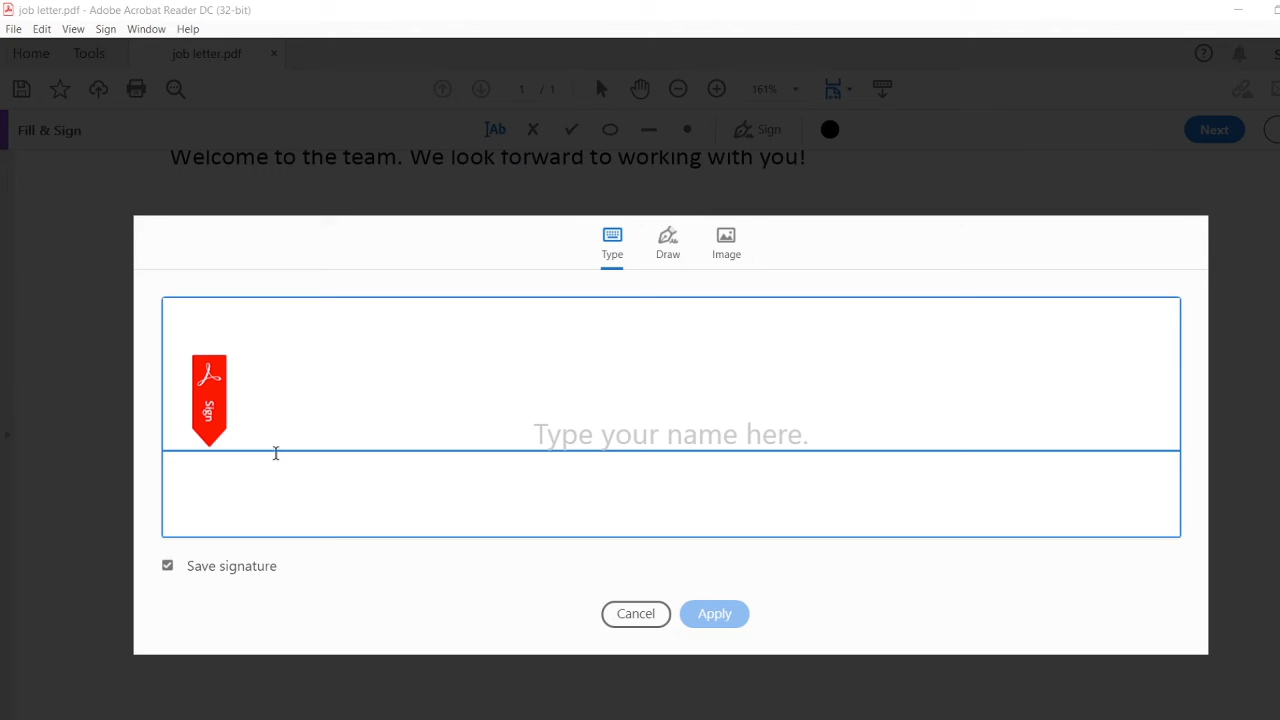 job letter.pdf - Adobe Acrobat Reader DC (32-bit)
File Edit View Sign Window Help
Home Tools job letter.pdf ×
1 / 1 161%
Fill & Sign Ab Sign Next
Welcome to the team. We look forward to working with you!
Type Draw Image
Sign
Type your name here.
Save signature
Cancel Apply